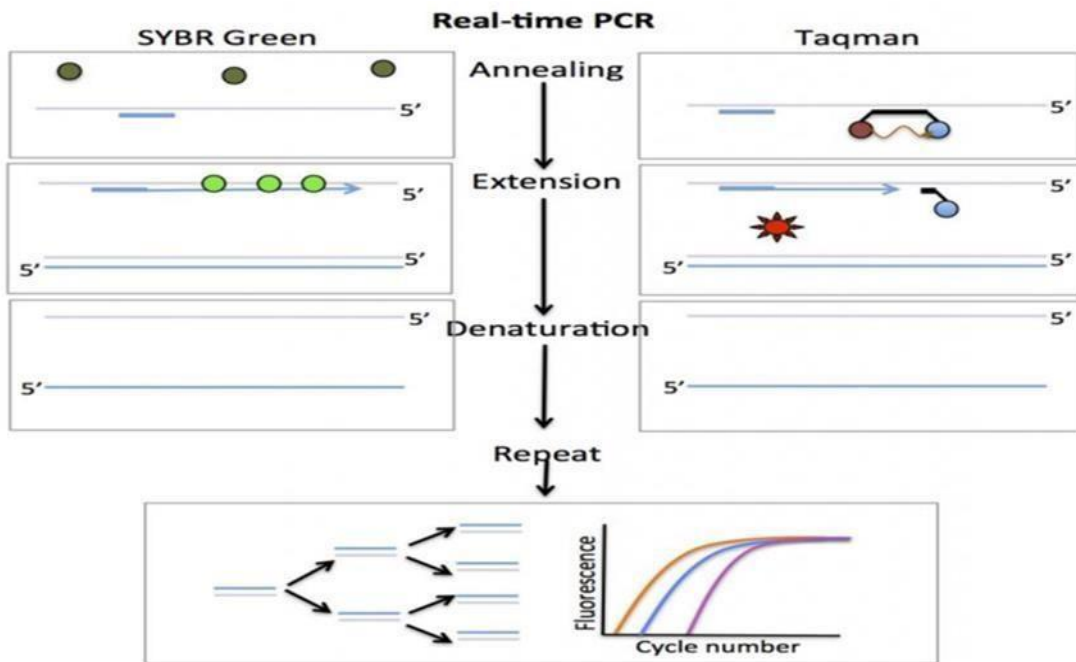 Real-time PCR
SYBR Green
Taqman
Annealing
5’
5’
Extension
5’
5’
5’
5’
5’
5’
Denaturation
5’
5’
5’
5’
Repeat
Fluorescence
Cycle number